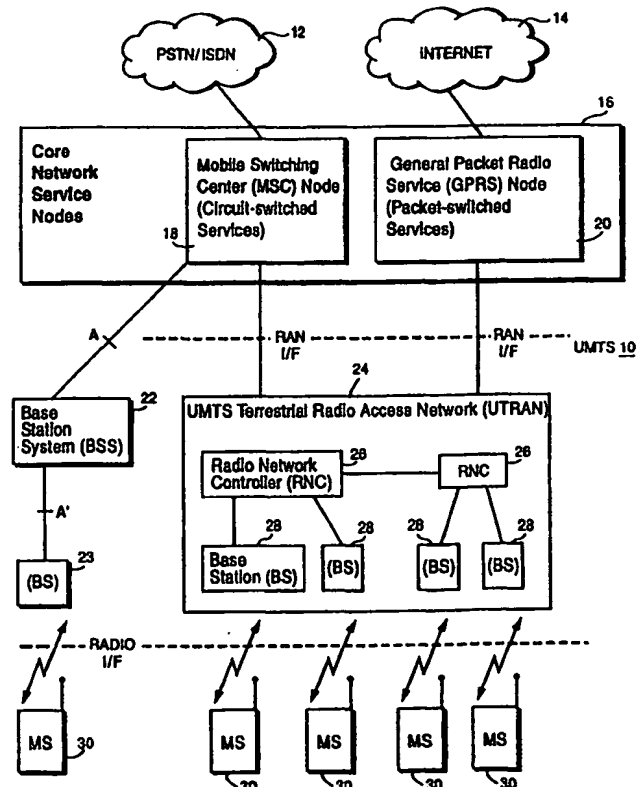 PSTN/ISDN
12
INTERNET
14
16
Core
Network
Service
Nodes
Mobile Switching
Center (MSC) Node
(Circuit-switched
Services)
18
General Packet Radio
Service (GPRS) Node
(Packet-switched
Services)
20
A
RAN
I/F
RAN
I/F
UMTS 10
22
Base
Station
System (BSS)
24
UMTS Terrestrial Radio Access Network (UTRAN)
Radio Network
Controller (RNC)
26
RNC
26
A'
23
(BS)
28
Base
Station (BS)
28
(BS)
28
(BS)
28
(BS)
RADIO
I/F
MS
30
MS
30
MS
30
MS
30
MS
30